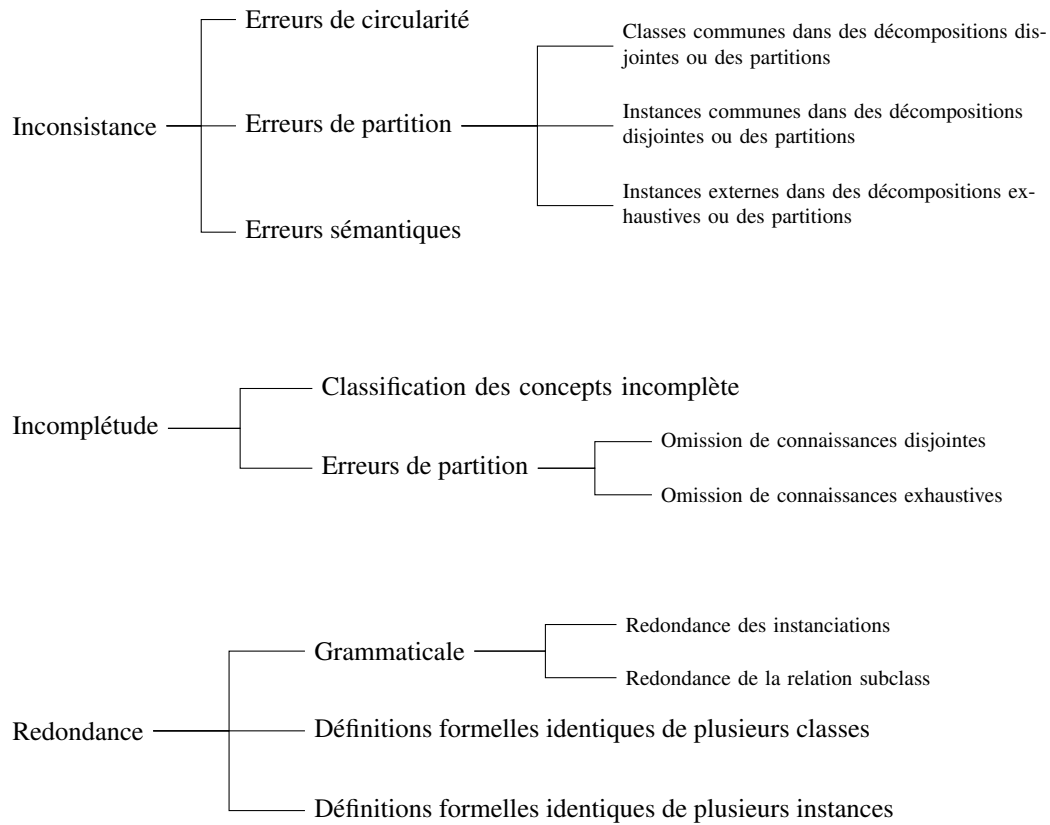 Erreurs de circularité
Classes communes dans des décompositions dis-
jointes ou des partitions
Inconsistance
Erreurs de partition
Instances communes dans des décompositions
disjointes ou des partitions
Instances externes dans des décompositions ex-
haustives ou des partitions
Erreurs sémantiques
Classification des concepts incomplète
Incomplétude
Erreurs de partition
Omission de connaissances disjointes
Omission de connaissances exhaustives
Redondance des instanciations
Grammaticale
Redondance de la relation subclass
Redondance
Définitions formelles identiques de plusieurs classes
Définitions formelles identiques de plusieurs instances